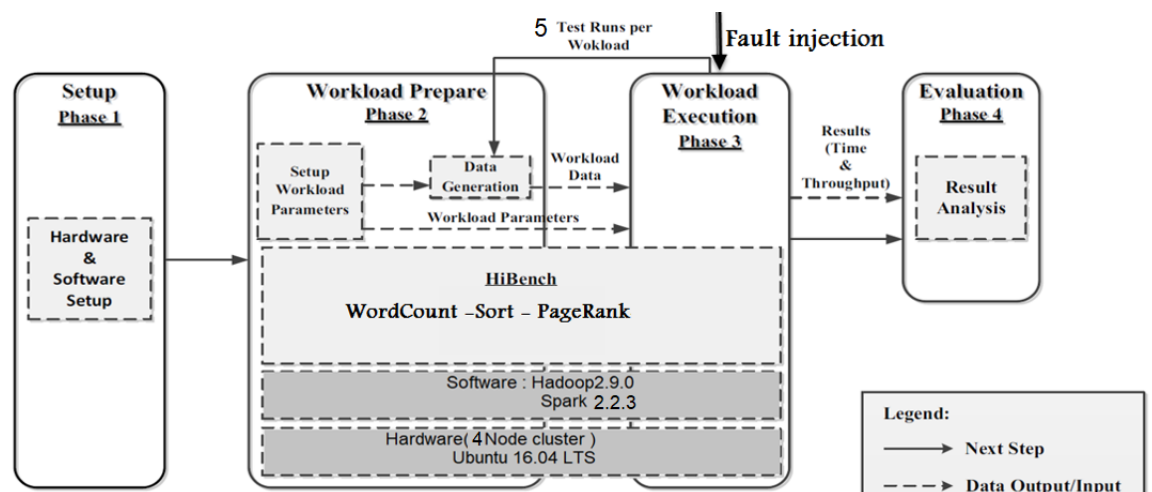 5 Test Runs per
Wokload
Fault injection
Setup
Phase 1
Hardware
&
Software
Setup
Workload Prepare
Phase 2
Setup
Workload
Parameters
Data
Generation
Workload
Data
Workload Parameters
Workload
Execution
Phase 3
HiBench
WordCount -Sort - PageRank
Software : Hadoop2.9.0
Spark 2.2.3
Hardware( 4 Node cluster )
Ubuntu 16.04 LTS
Results
(Time
&
Throughput)
Evaluation
Phase 4
Result
Analysis
Legend:
Next Step
Data Output/Input